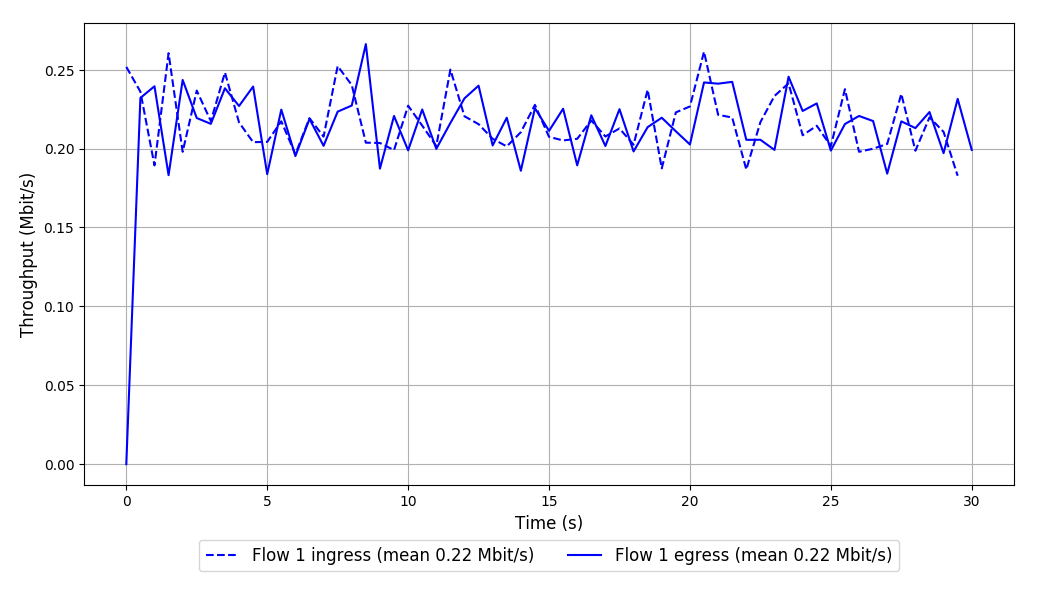 Throughput (Mbit/s)
0.25
0.20
0.15
0.10
0.05
0.00
0 5 10 15 20 25 30
Time (s)
Flow 1 ingress (mean 0.22 Mbit/s) Flow 1 egress (mean 0.22 Mbit/s)